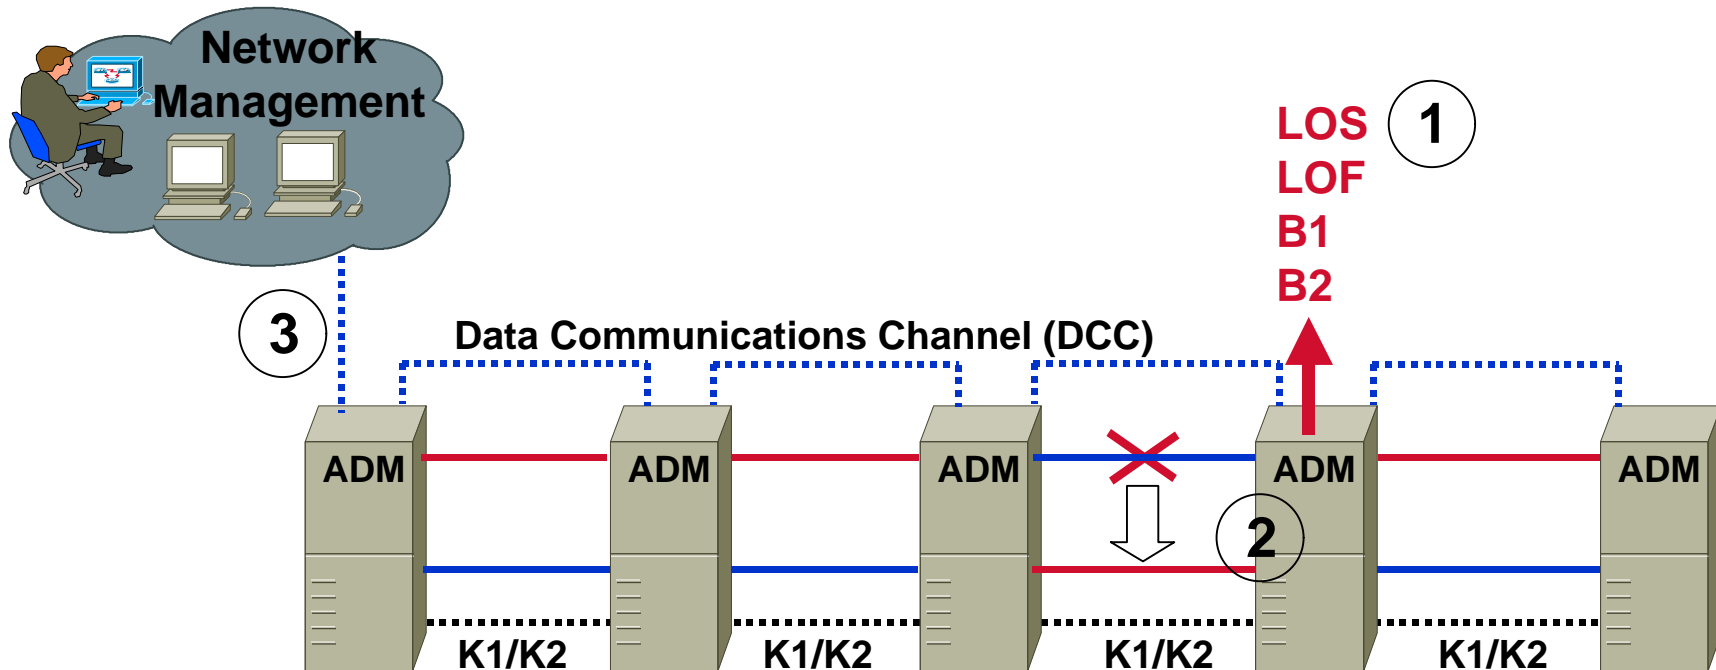 Network
Management
LOS
1
LOF
B1
B2
3
Data Communications Channel (DCC)
ADM
ADM
ADM
ADM
ADM
2
K1/K2
K1/K2
K1/K2
K1/K2